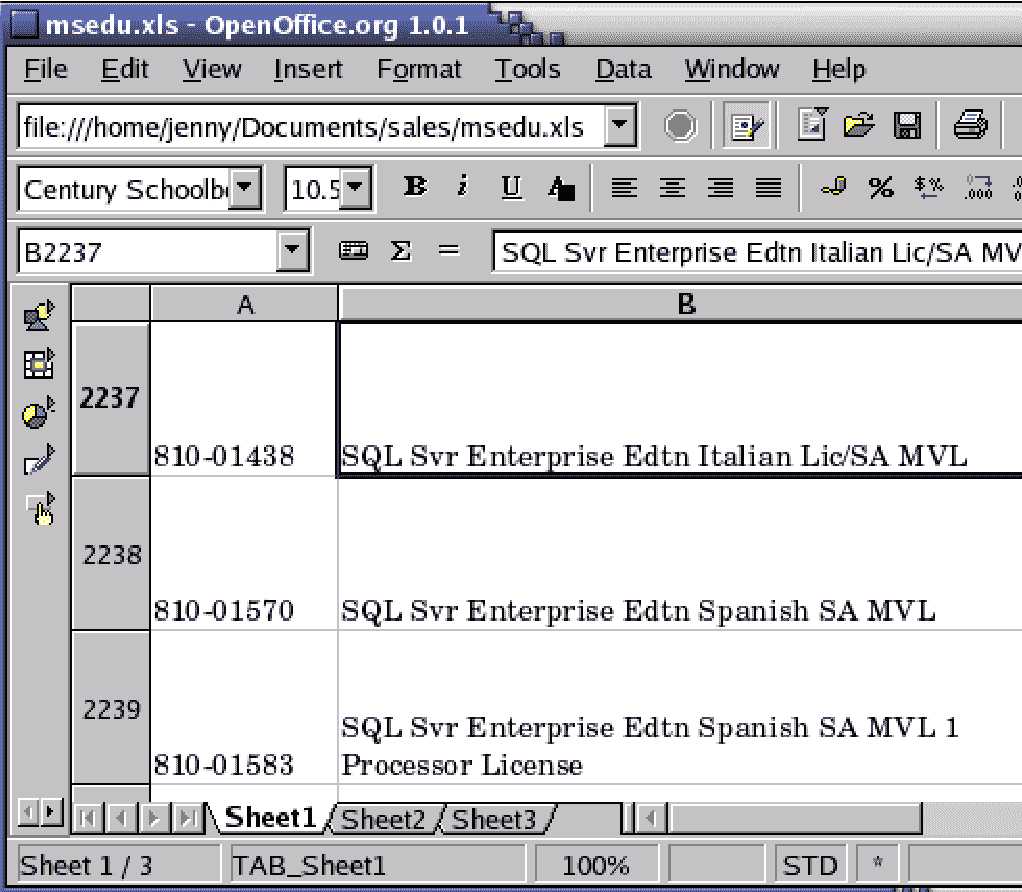 msedu.xls - OpenOffice.org 1.0.1
File Edit View Insert Format Tools Data Window Help
file:///home/jenny/Documents/sales/msedu.xls
10.5 B i U A % $% .000
B2237 Σ = SQL Svr Enterprise Edtn Italian Lic/SA MV
A B
2237 810-01438 SQL Svr Enterprise Edtn Italian Lic/SA MVL
2238 810-01570 SQL Svr Enterprise Edtn Spanish SA MVL
2239 810-01583 SQL Svr Enterprise Edtn Spanish SA MVL 1
Processor License
Sheet1 Sheet2 Sheet3
Sheet 1 / 3 TAB_Sheet1 100% STD *